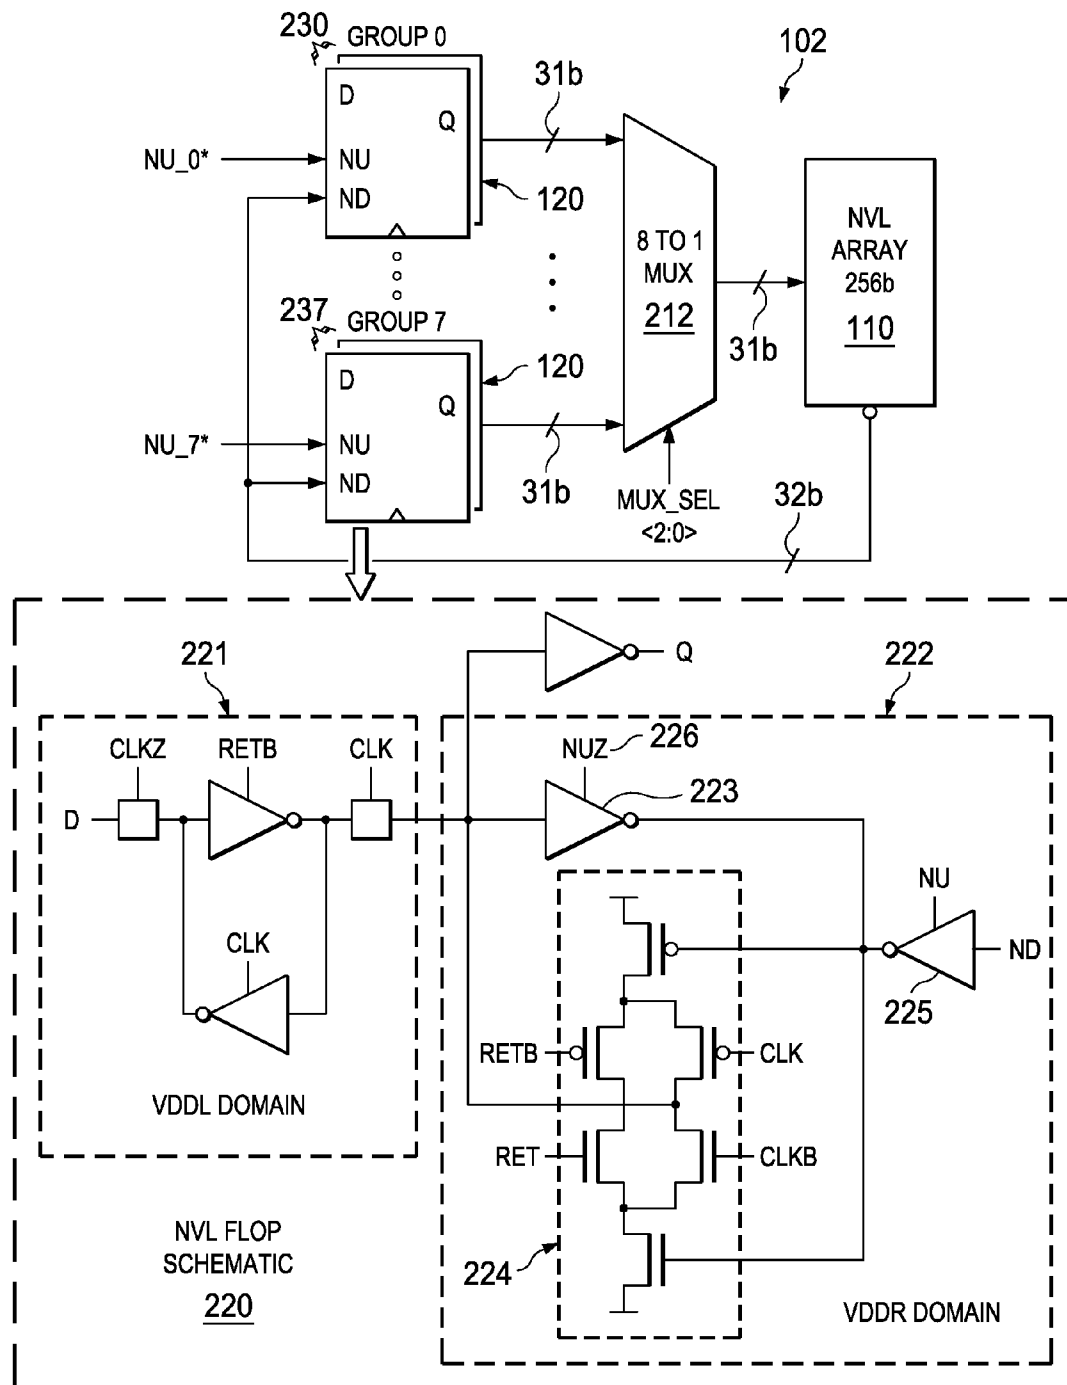 230
GROUP 0
102
D
31b
Q
NU_0*
NU
ND
120
8 TO 1
MUX
212
NVL
ARRAY
256b
110
31b
237
GROUP 7
D
120
Q
NU_7*
NU
ND
31b
MUX_SEL
<2:0>
32b
221
Q
222
CLKZ
RETB
CLK
NUZ
226
D
223
NU
CLK
ND
225
RETB
CLK
VDDL DOMAIN
RET
CLKB
NVL FLOP
SCHEMATIC
220
224
VDDR DOMAIN